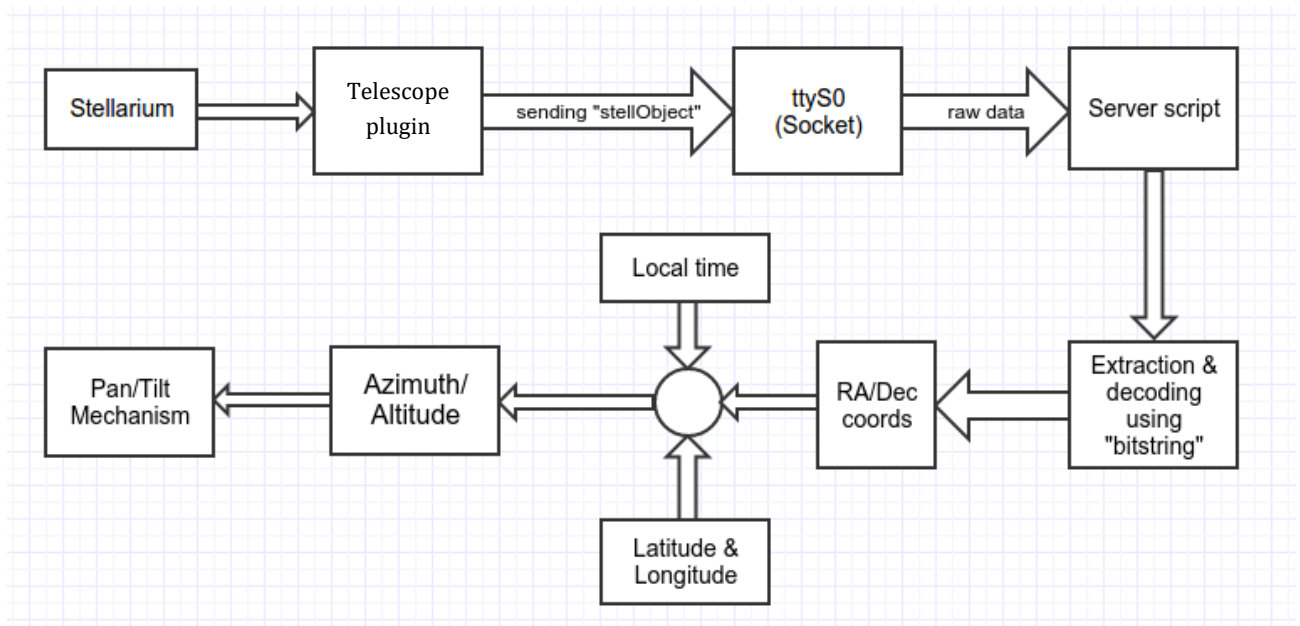 Stellarium
Telescope
plugin
sending "stellObject"
ttyS0
(Socket)
raw data
Server script
Local time
Pan/Tilt
Mechanism
Azimuth/
Altitude
RA/Dec
coords
Extraction &
decoding
using
"bitstring"
Latitude &
Longitude